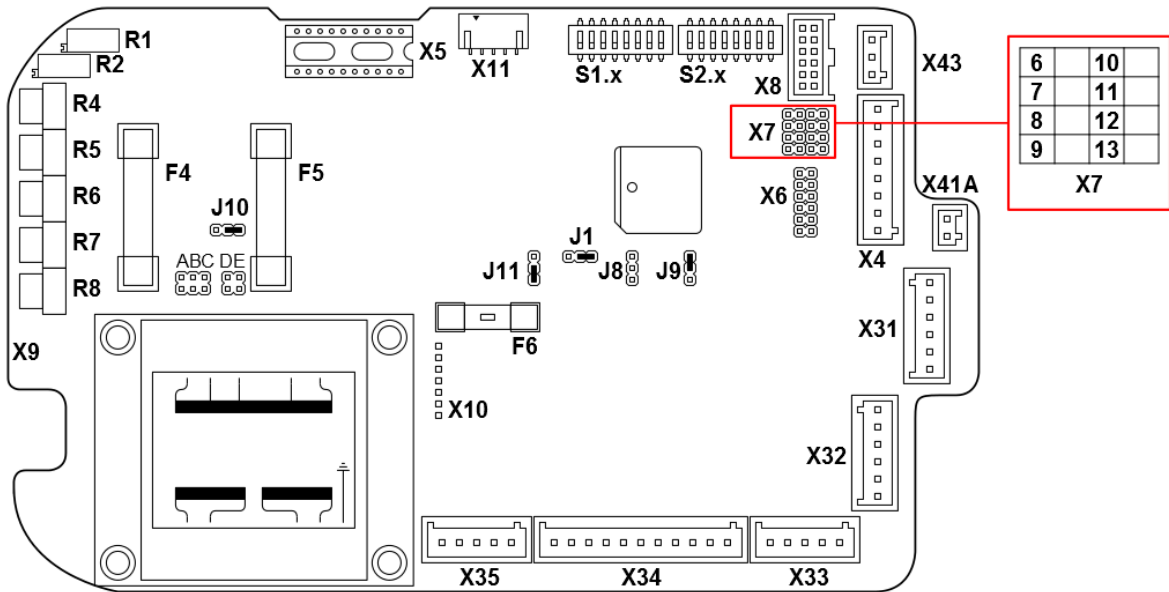 R1
R2
X5
X11
S1.x
S2.x
X8
X43
6 10
7 11
8 12
9 13
X7
R4
R5
R6
R7
R8
F4
F5
X7
X41A
X6
J10
ABC DE
J11
J1
J8
J9
X4
X31
X9
F6
X10
X32
X35
X34
X33